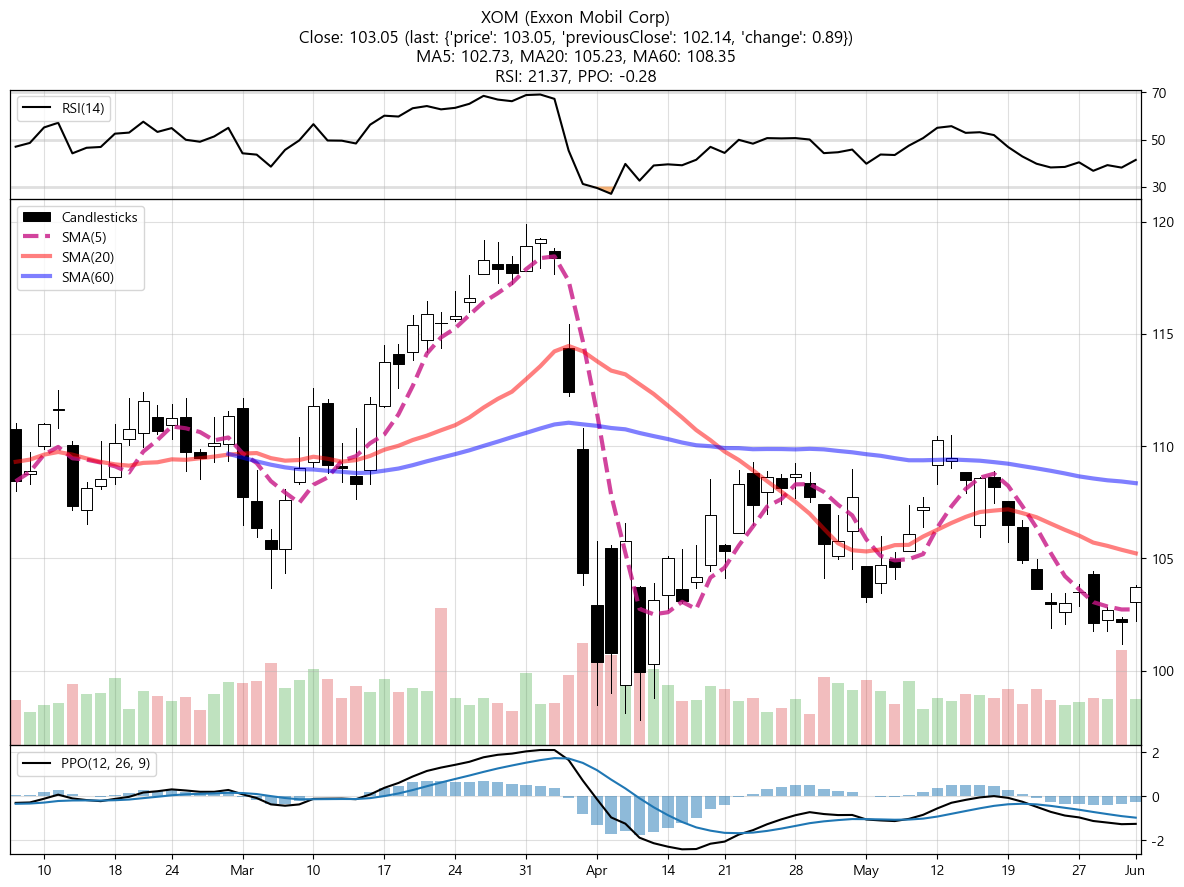 XOM (Exxon Mobil Corp)
Close: 103.05 (last: {'price': 103.05, 'previousClose': 102.14, 'change': 0.89})
MA5: 102.73, MA20: 105.23, MA60: 108.35
RSI: 21.37, PPO: -0.28
RSI(14)
70
50
30
Candlesticks
SMA(5)
SMA(20)
SMA(60)
120
115
110
105
100
PPO(12, 26, 9)
2
0
-2
10 18 24 Mar 10 17 24 31 Apr 14 21 28 May 12 19 27 Jun